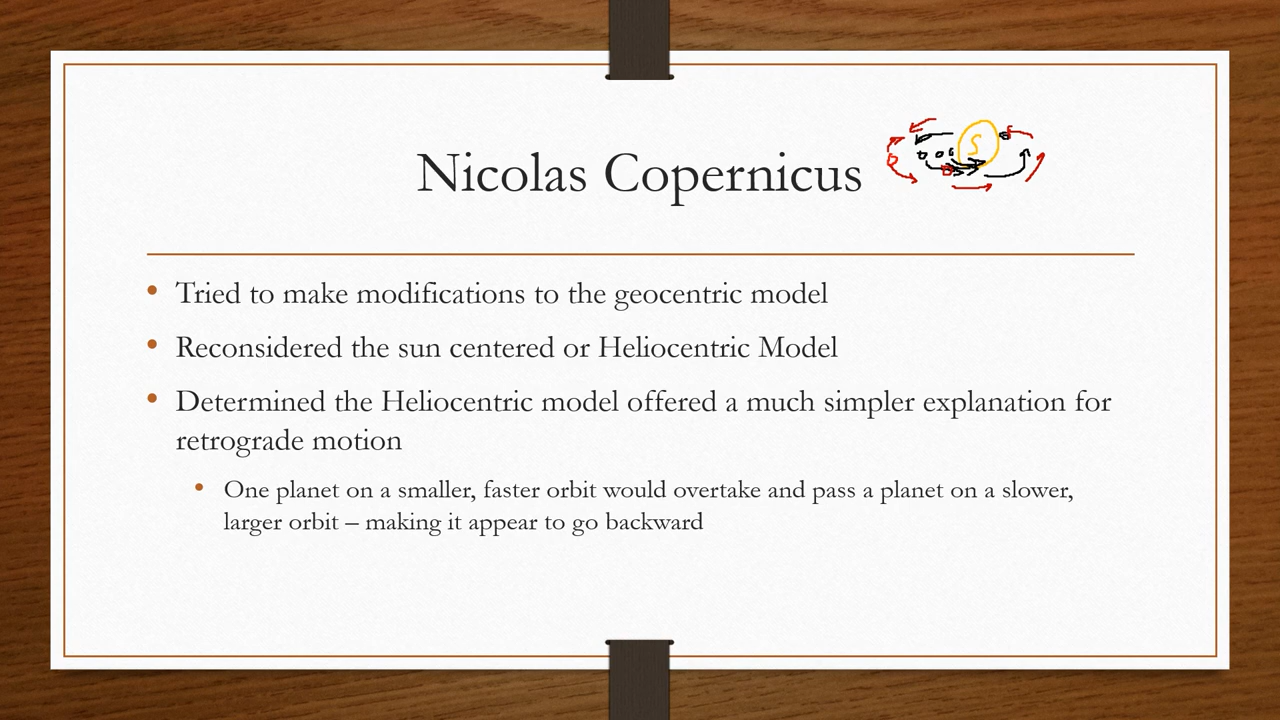 Nicolas Copernicus
S
• Tried to make modifications to the geocentric model
• Reconsidered the sun centered or Heliocentric Model
• Determined the Heliocentric model offered a much simpler explanation for
retrograde motion
• One planet on a smaller, faster orbit would overtake and pass a planet on a slower,
larger orbit – making it appear to go backward